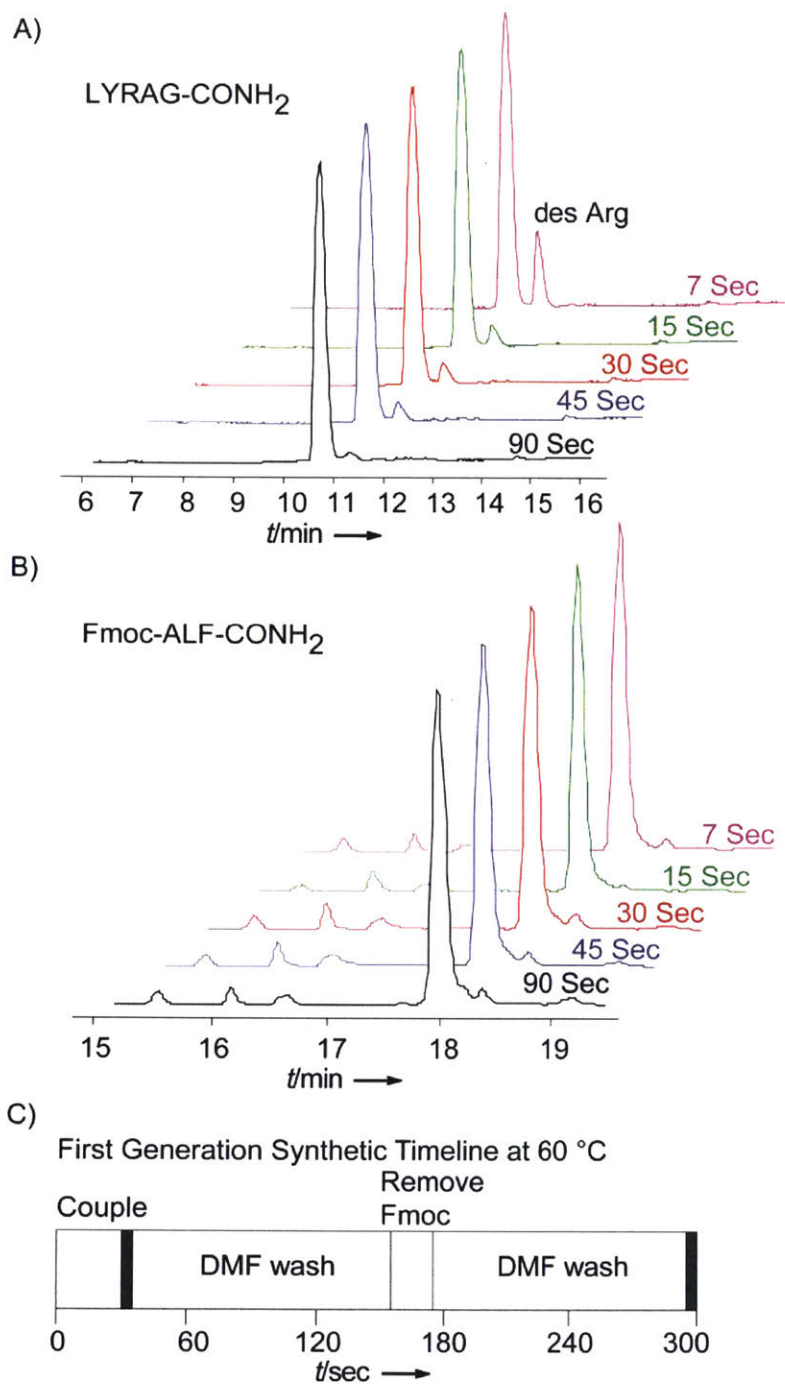 A)
LYRAG-CONH2
des Arg
7 Sec
15 Sec
30 Sec
45 Sec
90 Sec
6 7 8 9 10 11 12 13 14 15 16
t/min
B)
Fmoc-ALF-CONH2
7 Sec
15 Sec
30 Sec
45 Sec
90 Sec
15 16 17 18 19
t/min
C)
First Generation Synthetic Timeline at 60 °C
Remove
Couple Fmoc
DMF wash DMF wash
0 60 120 180 240 300
t/sec